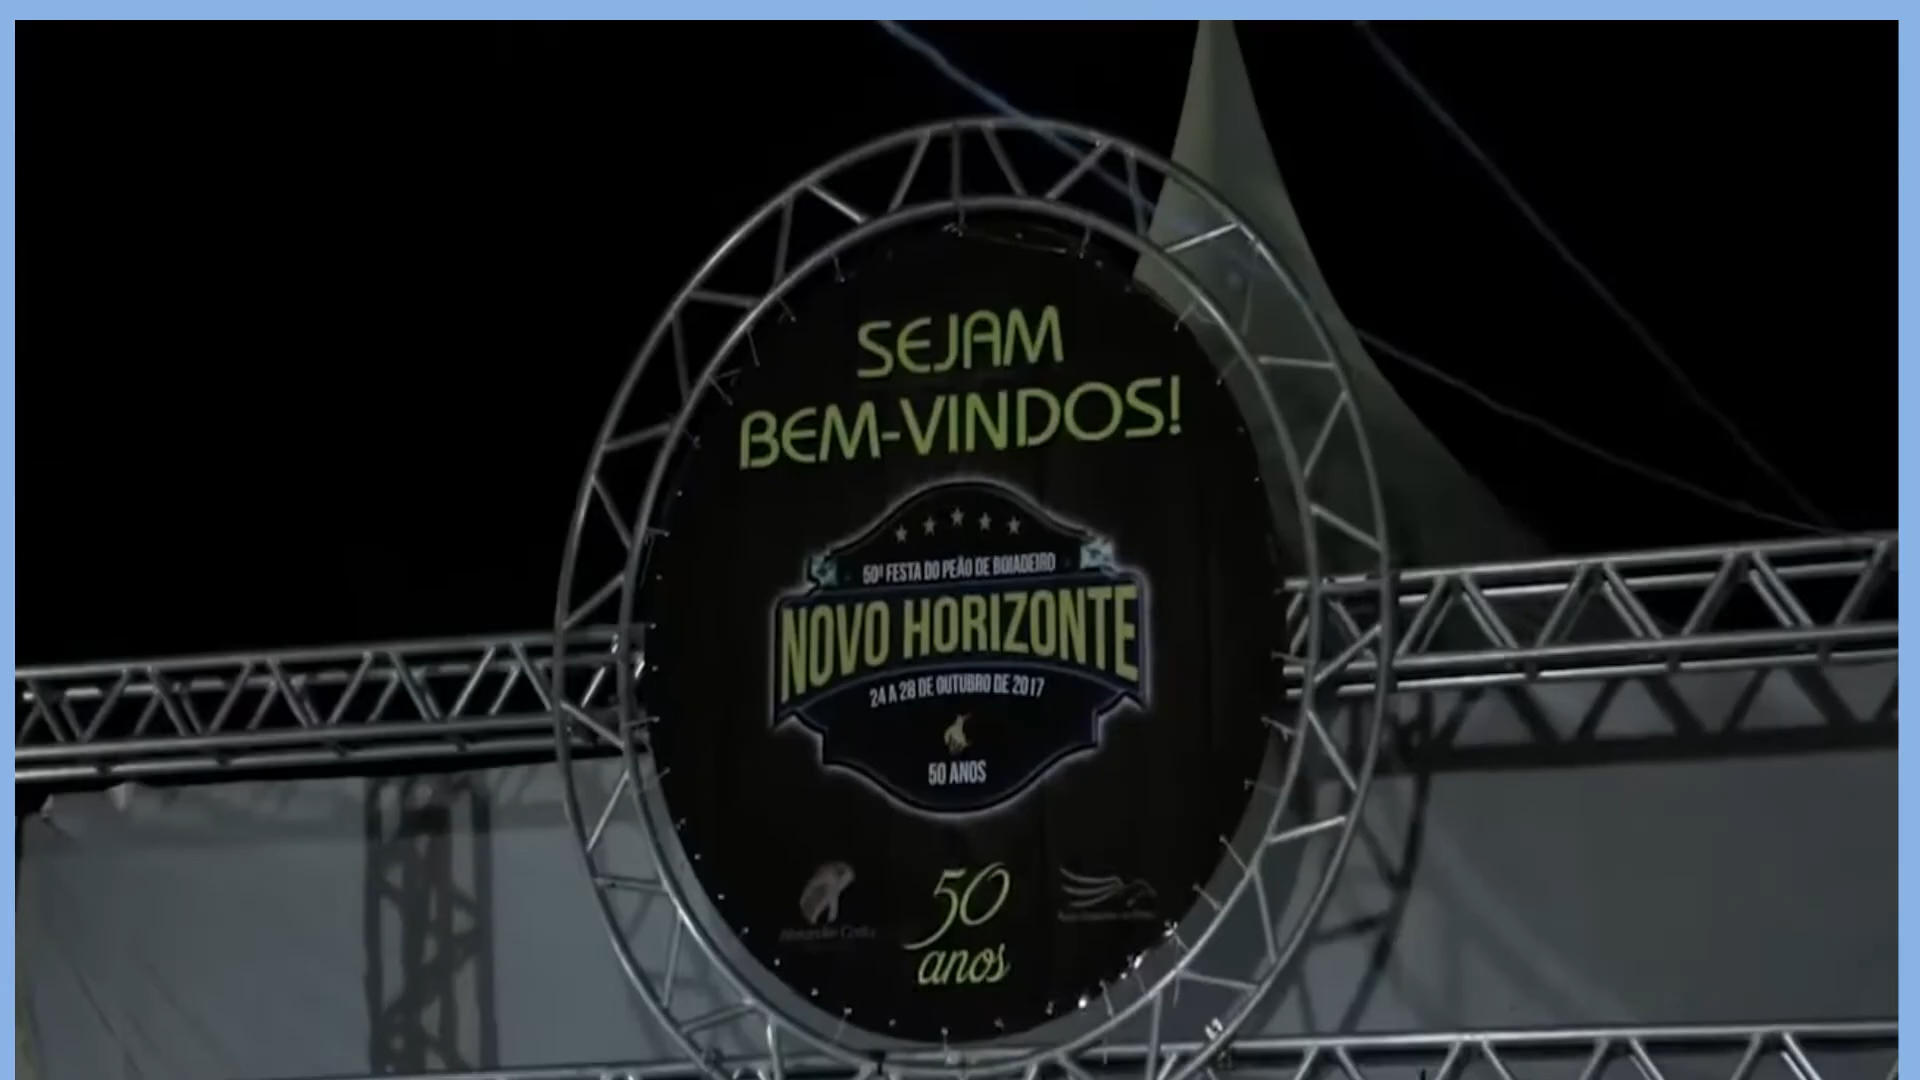 SEJAM
BEM-VINDOS!
50ª FESTA DO PEÃO DE BOIADEIRO
NOVO HORIZONTE
24 A 28 DE OUTUBRO DE 2017
50 ANOS
50
anos